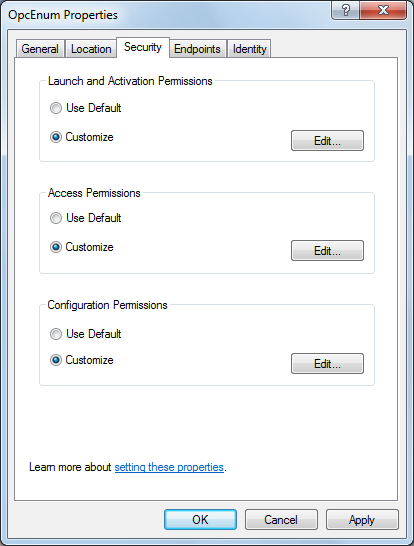 OpcEnum Properties
?
General Location Security Endpoints Identity
Launch and Activation Permissions
Use Default
Customize
Edit...
Access Permissions
Use Default
Customize
Edit...
Configuration Permissions
Use Default
Customize
Edit...
Learn more about setting these properties.
OK Cancel Apply